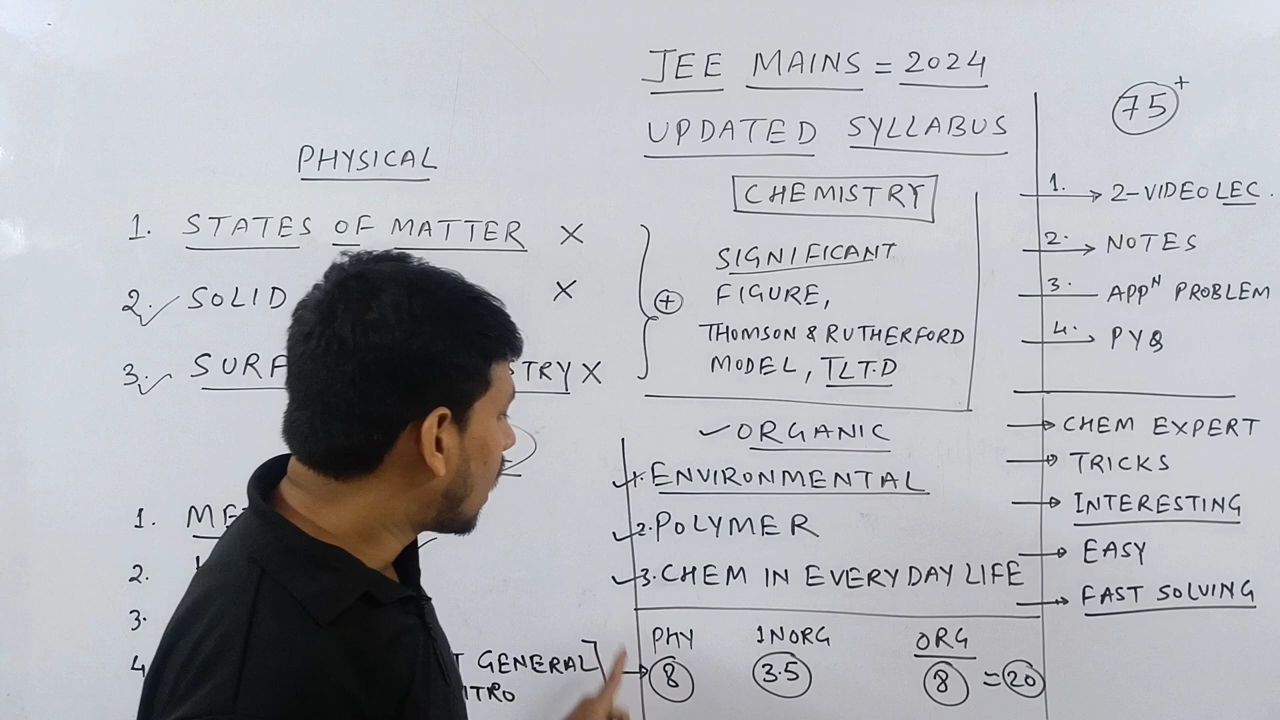 JEE MAINS = 2024
UPDATED SYLLABUS
CHEMISTRY
PHYSICAL
1. STATES OF MATTER X
2. SOLID X
3. SURF STRY X
+
SIGNIFICANT
FIGURE,
THOMSON & RUTHERFORD
MODEL, TLTD
1. ME
2.
3.
4 GENERAL
ITRO
ORGANIC
1. ENVIRONMENTAL
2. POLYMER
3. CHEM IN EVERYDAY LIFE
PHY INORG ORG
8 3.5 8 = 20
75+
1. 2-VIDEO LEC.
2. NOTES
3. APPN PROBLEM
4. PYQ
CHEM EXPERT
TRICKS
INTERESTING
EASY
FAST SOLVING